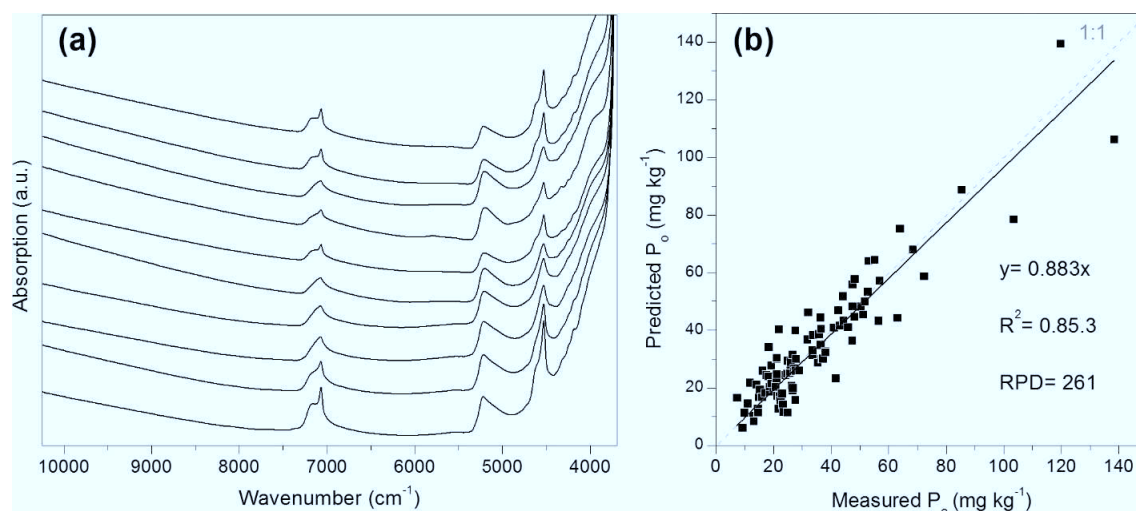 (a)
Absorption (a.u.)
10000 9000 8000 7000 6000 5000 4000
Wavenumber (cm⁻¹)
(b)
1:1
Predicted Pₒ (mg kg⁻¹)
140
120
100
80
60
40
20
0
y= 0.883x
R²= 0.85.3
RPD= 261
0 20 40 60 80 100 120 140
Measured Pₒ (mg kg⁻¹)